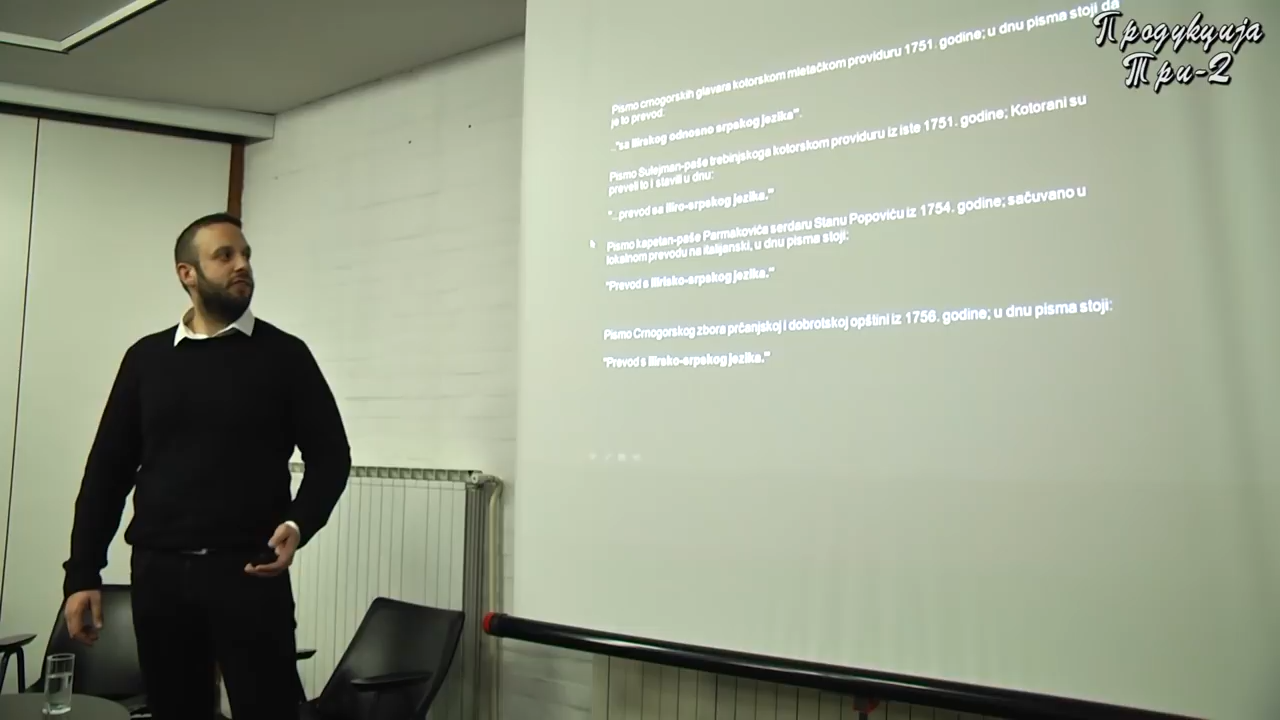 Продукција
Три-2
Pismo crnogorskih glavara kotorskom mletačkom providuru 1751. godine; u dnu pisma stoji da
je to prevod:
..."sa ilirskog odnosno srpskog jezika".
Pismo Sulejman-paše trebinjskoga kotorskom providuru iz iste 1751. godine; Kotorani su
preveli to i stavili u dnu:
"...prevod sa iliro-srpskog jezika."
Pismo kapetan-paše Parmakovića serdaru Stanu Popoviću iz 1754. godine; sačuvano u
lokalnom prevodu na italijanski, u dnu pisma stoji:
"Prevod s ilirsko-srpskog jezika."
Pismo Crnogorskog zbora prčanjskoj i dobrotskoj opštini iz 1756. godine; u dnu pisma stoji:
"Prevod s ilirsko-srpskog jezika."